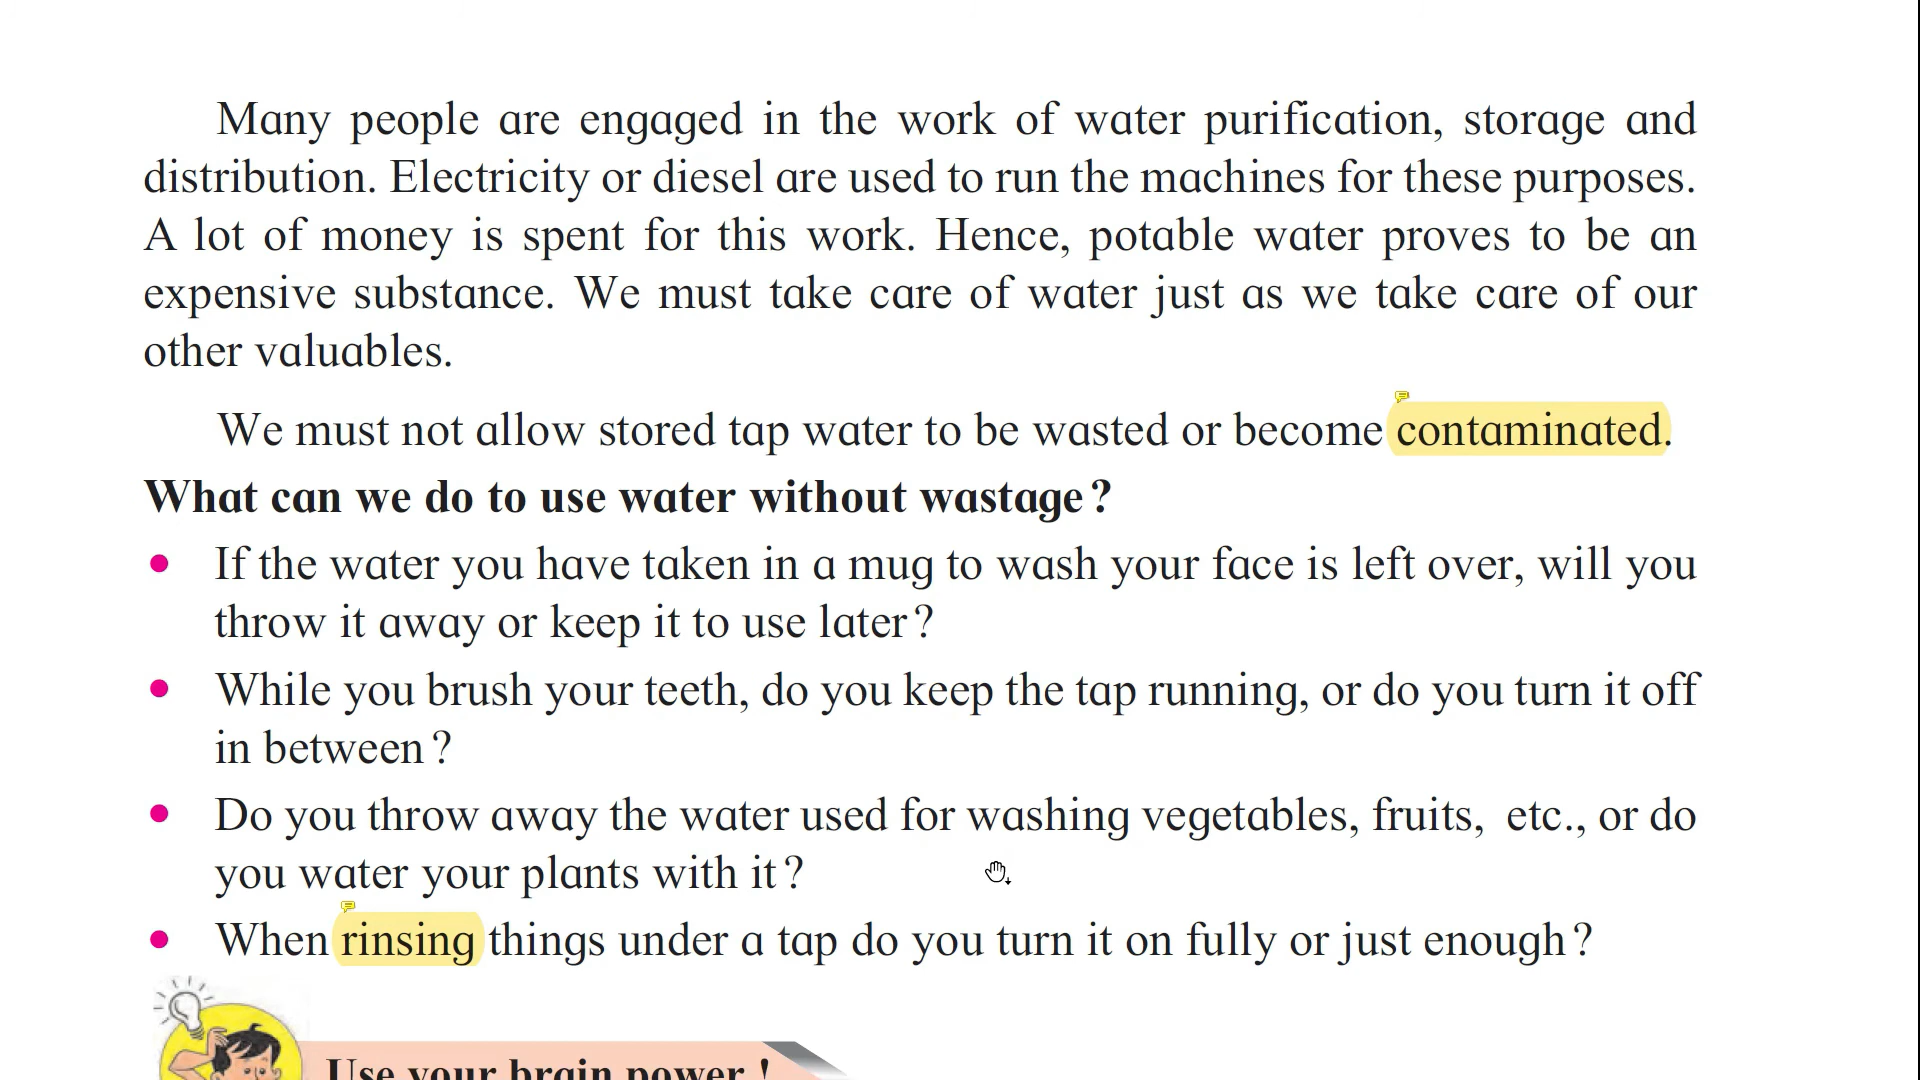 Many people are engaged in the work of water purification, storage and
distribution. Electricity or diesel are used to run the machines for these purposes.
A lot of money is spent for this work. Hence, potable water proves to be an
expensive substance. We must take care of water just as we take care of our
other valuables.
We must not allow stored tap water to be wasted or become contaminated.
What can we do to use water without wastage?
• If the water you have taken in a mug to wash your face is left over, will you
throw it away or keep it to use later?
• While you brush your teeth, do you keep the tap running, or do you turn it off
in between?
• Do you throw away the water used for washing vegetables, fruits, etc., or do
you water your plants with it?
• When rinsing things under a tap do you turn it on fully or just enough?
Use your brain power !